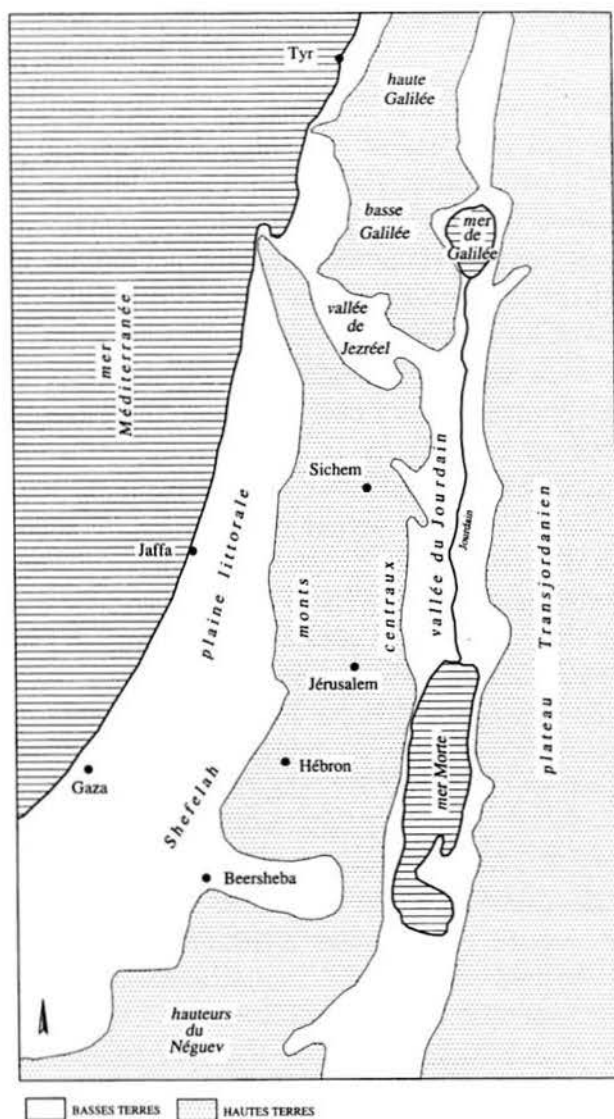 Tyr
haute
Galilée
basse
Galilée
mer
de
Galilée
vallée
de
Jezréel
mer
Méditerranée
Sichem
Jaffa
plaine littorale
monts
centraux
vallée du Jourdain
Jourdain
plateau Transjordanien
Jérusalem
mer Morte
Hébron
Gaza
Shefelah
Beersheba
hauteurs
du
Néguev
BASSES TERRES
HAUTES TERRES